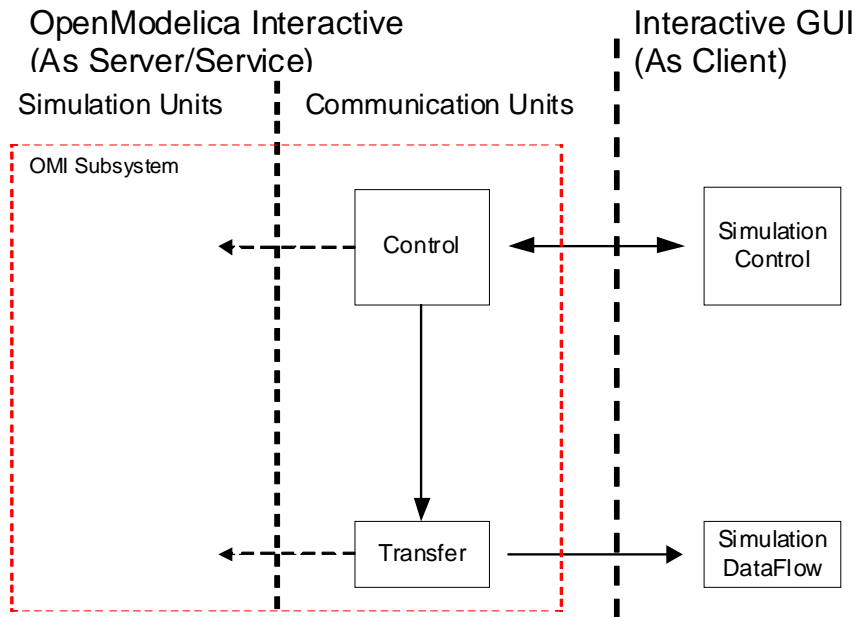 OpenModelica Interactive
(As Server/Service)
Interactive GUI
(As Client)
Simulation Units
Communication Units
OMI Subsystem
Control
Simulation
Control
Transfer
Simulation
DataFlow